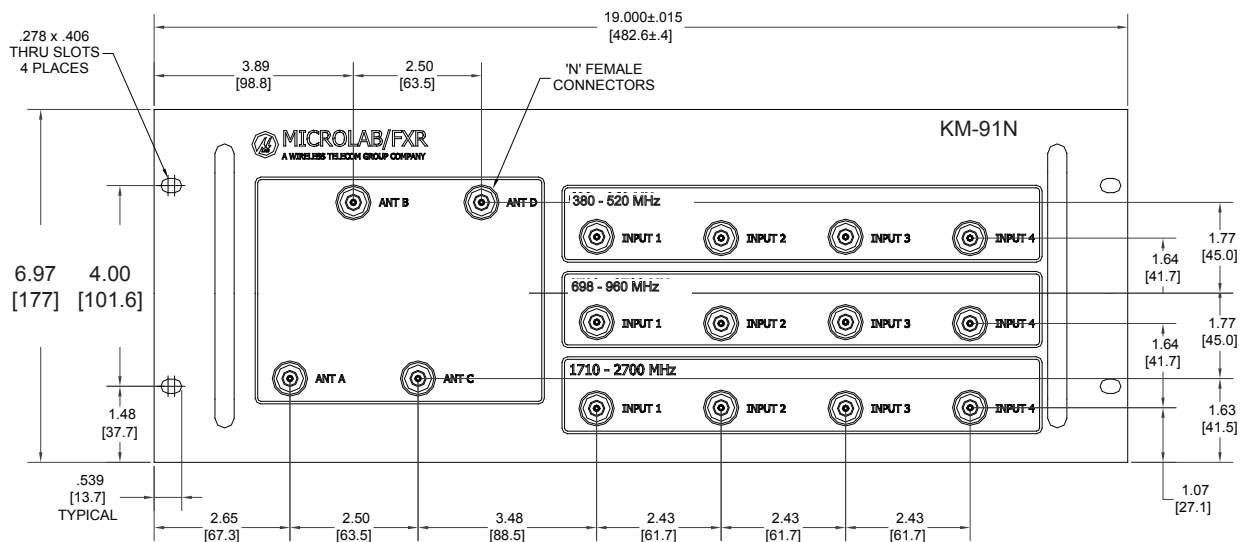 19.000±.015
[482.6±.4]
.278 x .406
THRU SLOTS
4 PLACES
3.89
[98.8]
2.50
[63.5]
'N' FEMALE
CONNECTORS
MICROLAB/FXR
A WIRELESS TELECOM GROUP COMPANY
KM-91N
ANT B
ANT D
380 - 520 MHz
INPUT 1
INPUT 2
INPUT 3
INPUT 4
1.77
[45.0]
1.64
[41.7]
6.97
[177]
4.00
[101.6]
698 - 960 MHz
INPUT 1
INPUT 2
INPUT 3
INPUT 4
1.77
[45.0]
1.64
[41.7]
ANT A
ANT C
1710 - 2700 MHz
INPUT 1
INPUT 2
INPUT 3
INPUT 4
1.48
[37.7]
1.63
[41.5]
.539
[13.7]
TYPICAL
1.07
[27.1]
2.65
[67.3]
2.50
[63.5]
3.48
[88.5]
2.43
[61.7]
2.43
[61.7]
2.43
[61.7]